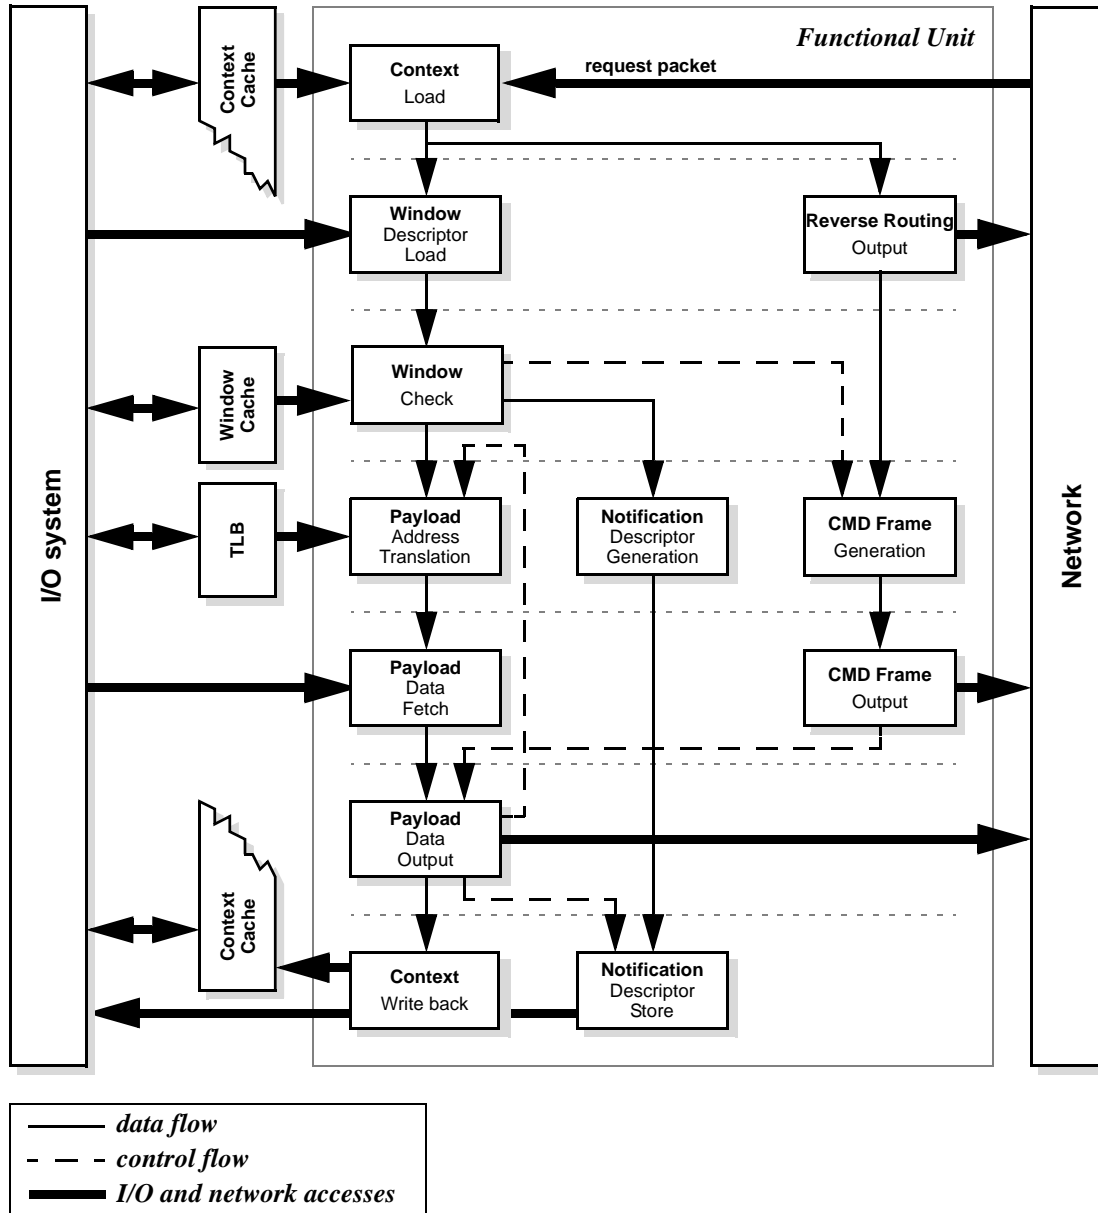 Functional Unit
Context
Cache
Context
Load
request packet
Window
Descriptor
Load
Reverse Routing
Output
Window
Cache
Window
Check
I/O system
Network
TLB
Payload
Address
Translation
Notification
Descriptor
Generation
CMD Frame
Generation
Payload
Data
Fetch
CMD Frame
Output
Payload
Data
Output
Context
Cache
Context
Write back
Notification
Descriptor
Store
data flow
control flow
I/O and network accesses